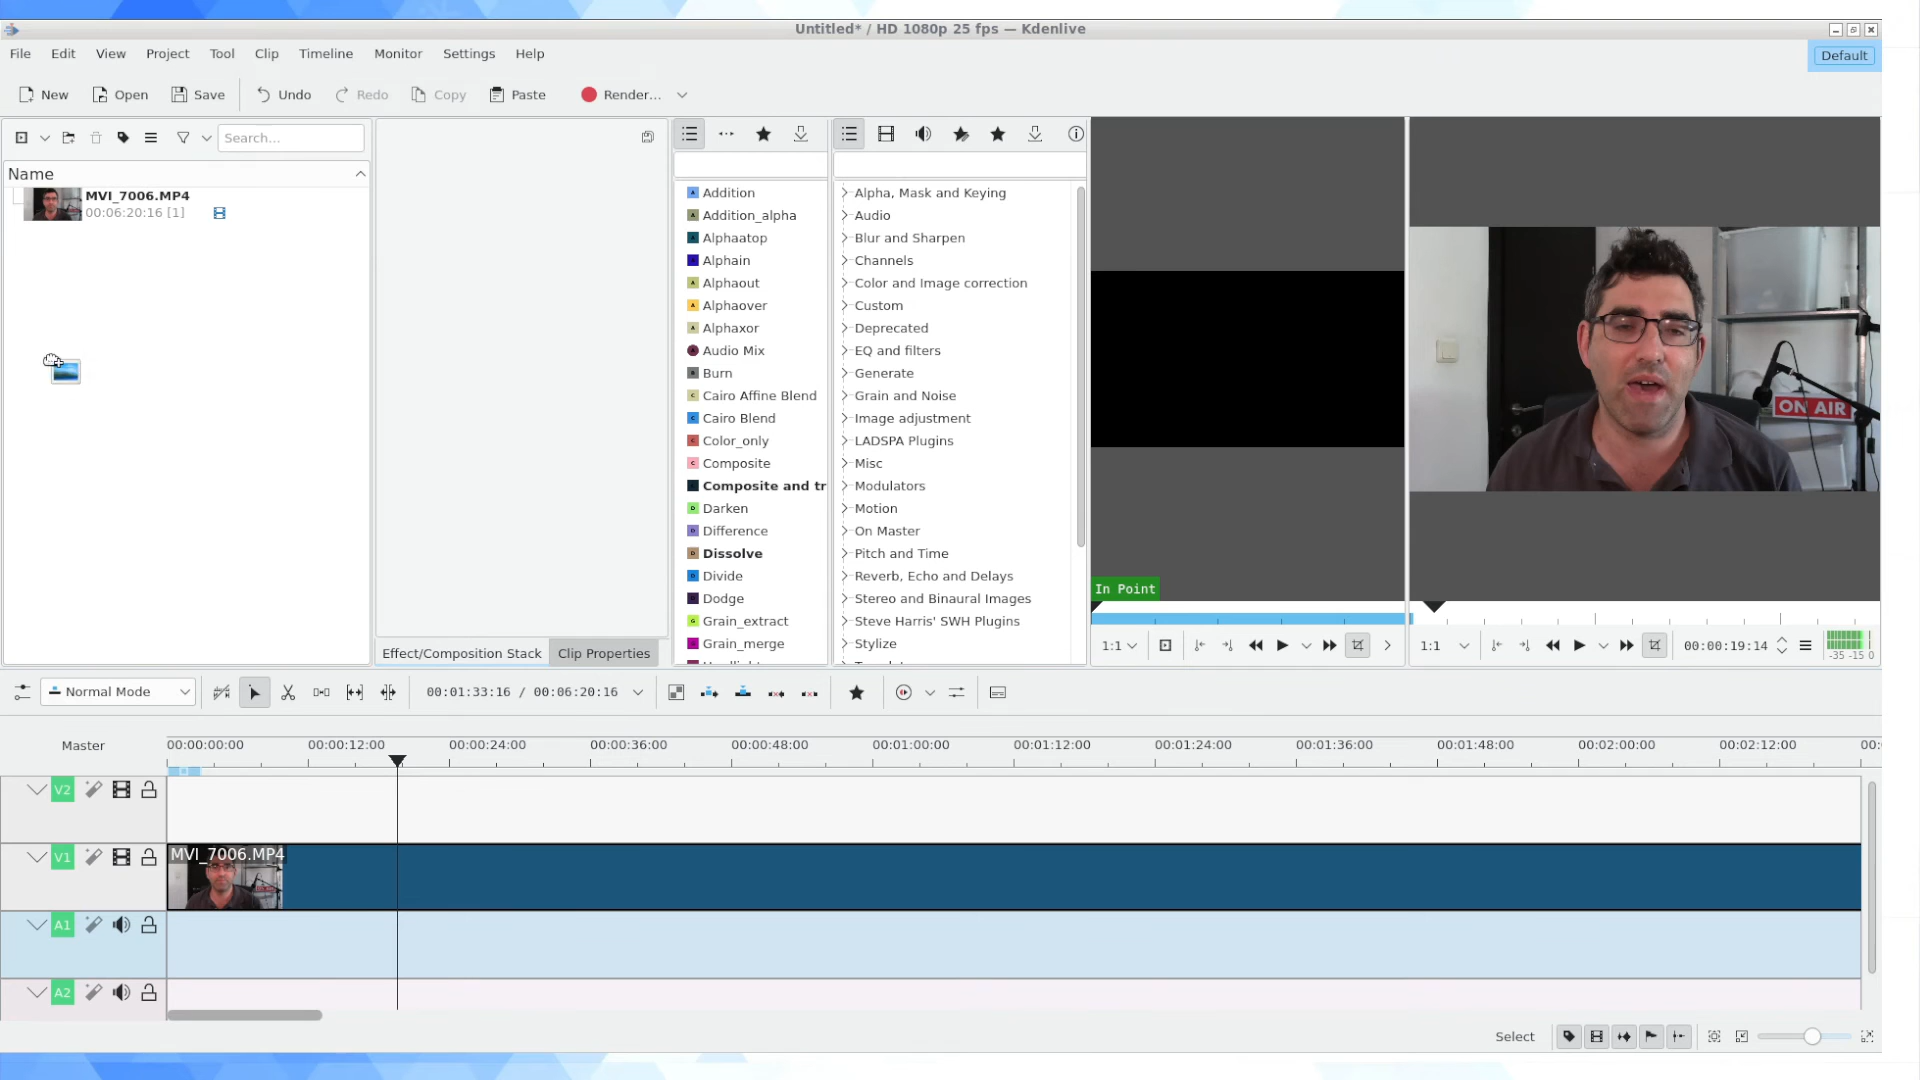 Untitled* / HD 1080p 25 fps — Kdenlive
File Edit View Project Tool Clip Timeline Monitor Settings Help
Default
New Open Save Undo Redo Copy Paste Render...
Search...
Name
MVI_7006.MP4
00:06:20:16 [1]
Effect/Composition Stack
Clip Properties
Addition
Addition_alpha
Alphaatop
Alphain
Alphaout
Alphaover
Alphaxor
Audio Mix
Burn
Cairo Affine Blend
Cairo Blend
Color_only
Composite
Composite and tr
Darken
Difference
Dissolve
Divide
Dodge
Grain_extract
Grain_merge
Alpha, Mask and Keying
Audio
Blur and Sharpen
Channels
Color and Image correction
Custom
Deprecated
EQ and filters
Generate
Grain and Noise
Image adjustment
LADSPA Plugins
Misc
Modulators
Motion
On Master
Pitch and Time
Reverb, Echo and Delays
Stereo and Binaural Images
Steve Harris' SWH Plugins
Stylize
In Point
1:1
ON AIR
1:1
00:00:19:14
-35 -15 0
Normal Mode
00:01:33:16 / 00:06:20:16
Master
00:00:00:00 00:00:12:00 00:00:24:00 00:00:36:00 00:00:48:00 00:01:00:00 00:01:12:00 00:01:24:00 00:01:36:00 00:01:48:00 00:02:00:00 00:02:12:00 00:
V2
V1
MVI_7006.MP4
A1
A2
Select